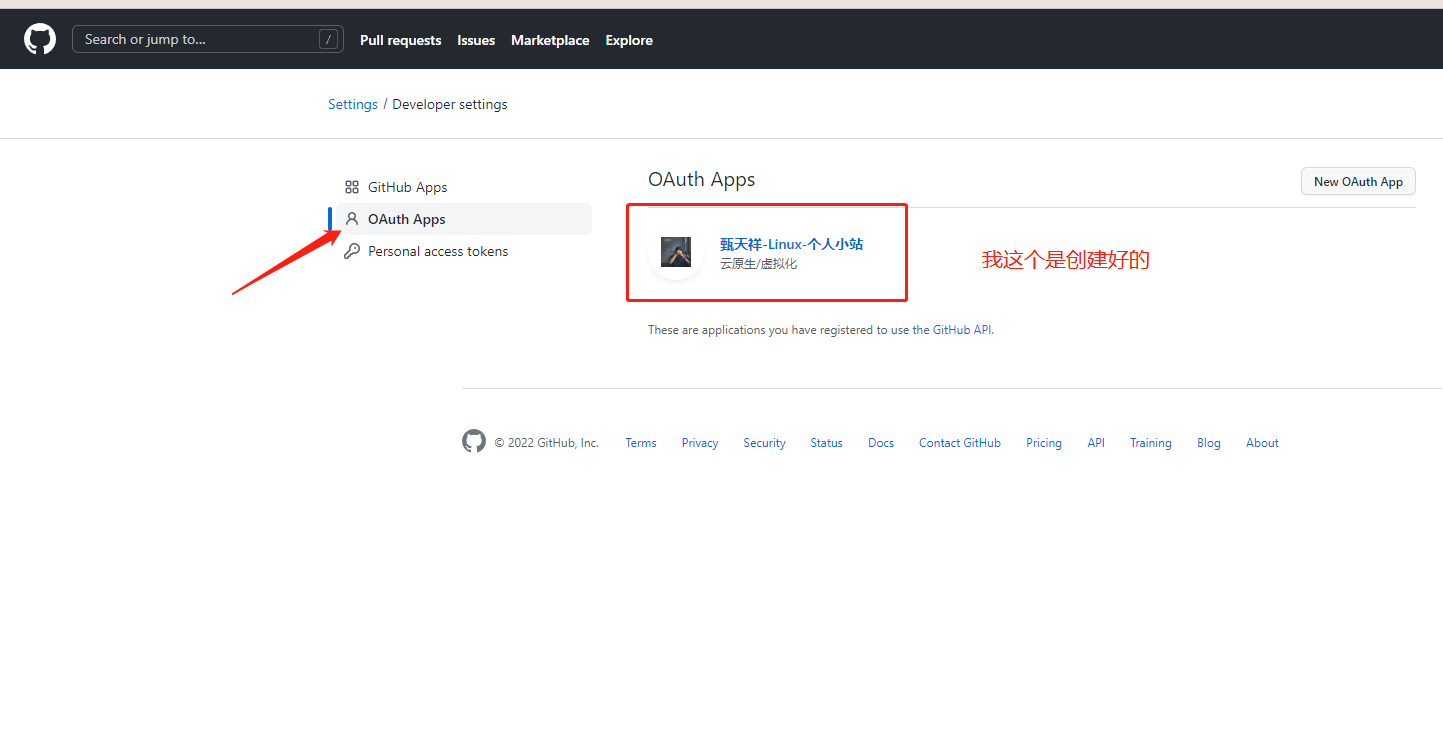 Search or jump to... /
Pull requests Issues Marketplace Explore
Settings / Developer settings
GitHub Apps
OAuth Apps
Personal access tokens
OAuth Apps
New OAuth App
甄天祥-Linux-个人小站
云原生/虚拟化
我这个是创建好的
These are applications you have registered to use the GitHub API.
© 2022 GitHub, Inc. Terms Privacy Security Status Docs Contact GitHub Pricing API Training Blog About